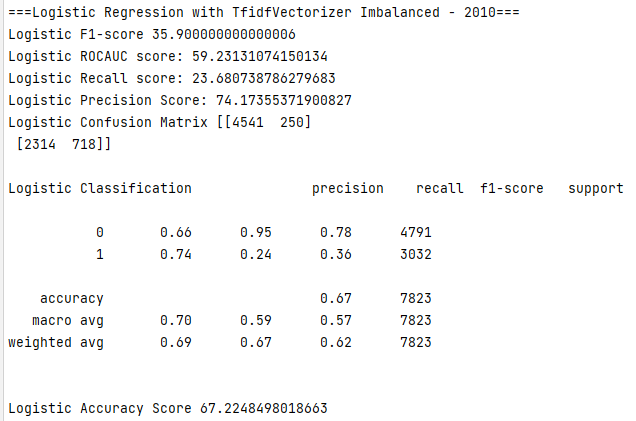 ===Logistic Regression with TfidfVectorizer Imbalanced - 2010===
Logistic F1-score 35.900000000000006
Logistic ROCAUC score: 59.23131074150134
Logistic Recall score: 23.680738786279683
Logistic Precision Score: 74.17355371900827
Logistic Confusion Matrix [[4541  250]
 [2314  718]]
Logistic Classification               precision    recall  f1-score   support
           0       0.66      0.95      0.78      4791
           1       0.74      0.24      0.36      3032
    accuracy                           0.67      7823
   macro avg       0.70      0.59      0.57      7823
weighted avg       0.69      0.67      0.62      7823
Logistic Accuracy Score 67.2248498018663